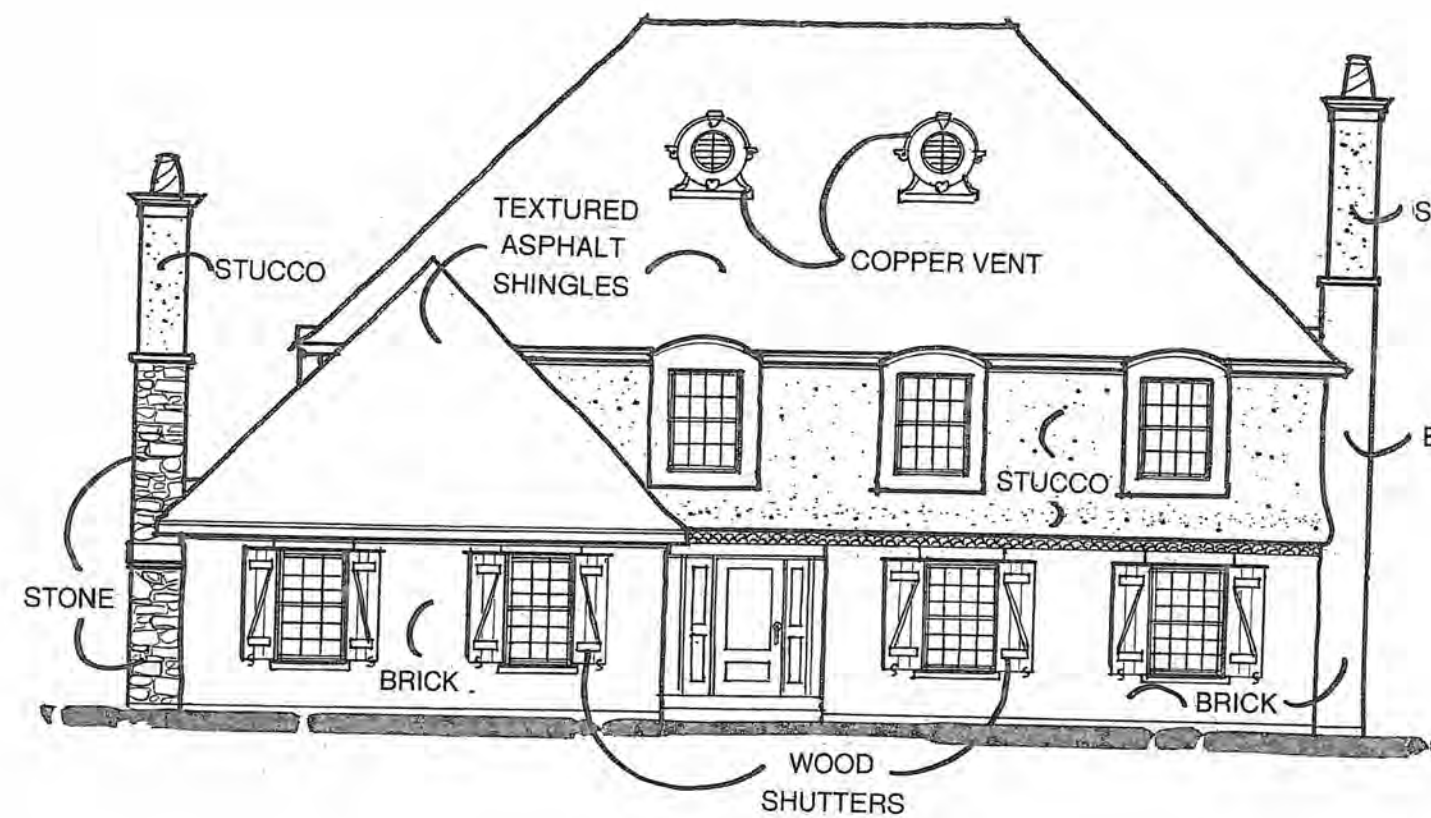 TEXTURED
ASPHALT
SHINGLES
COPPER VENT
STUCCO
STUCCO
STONE
BRICK
BRICK
WOOD
SHUTTERS